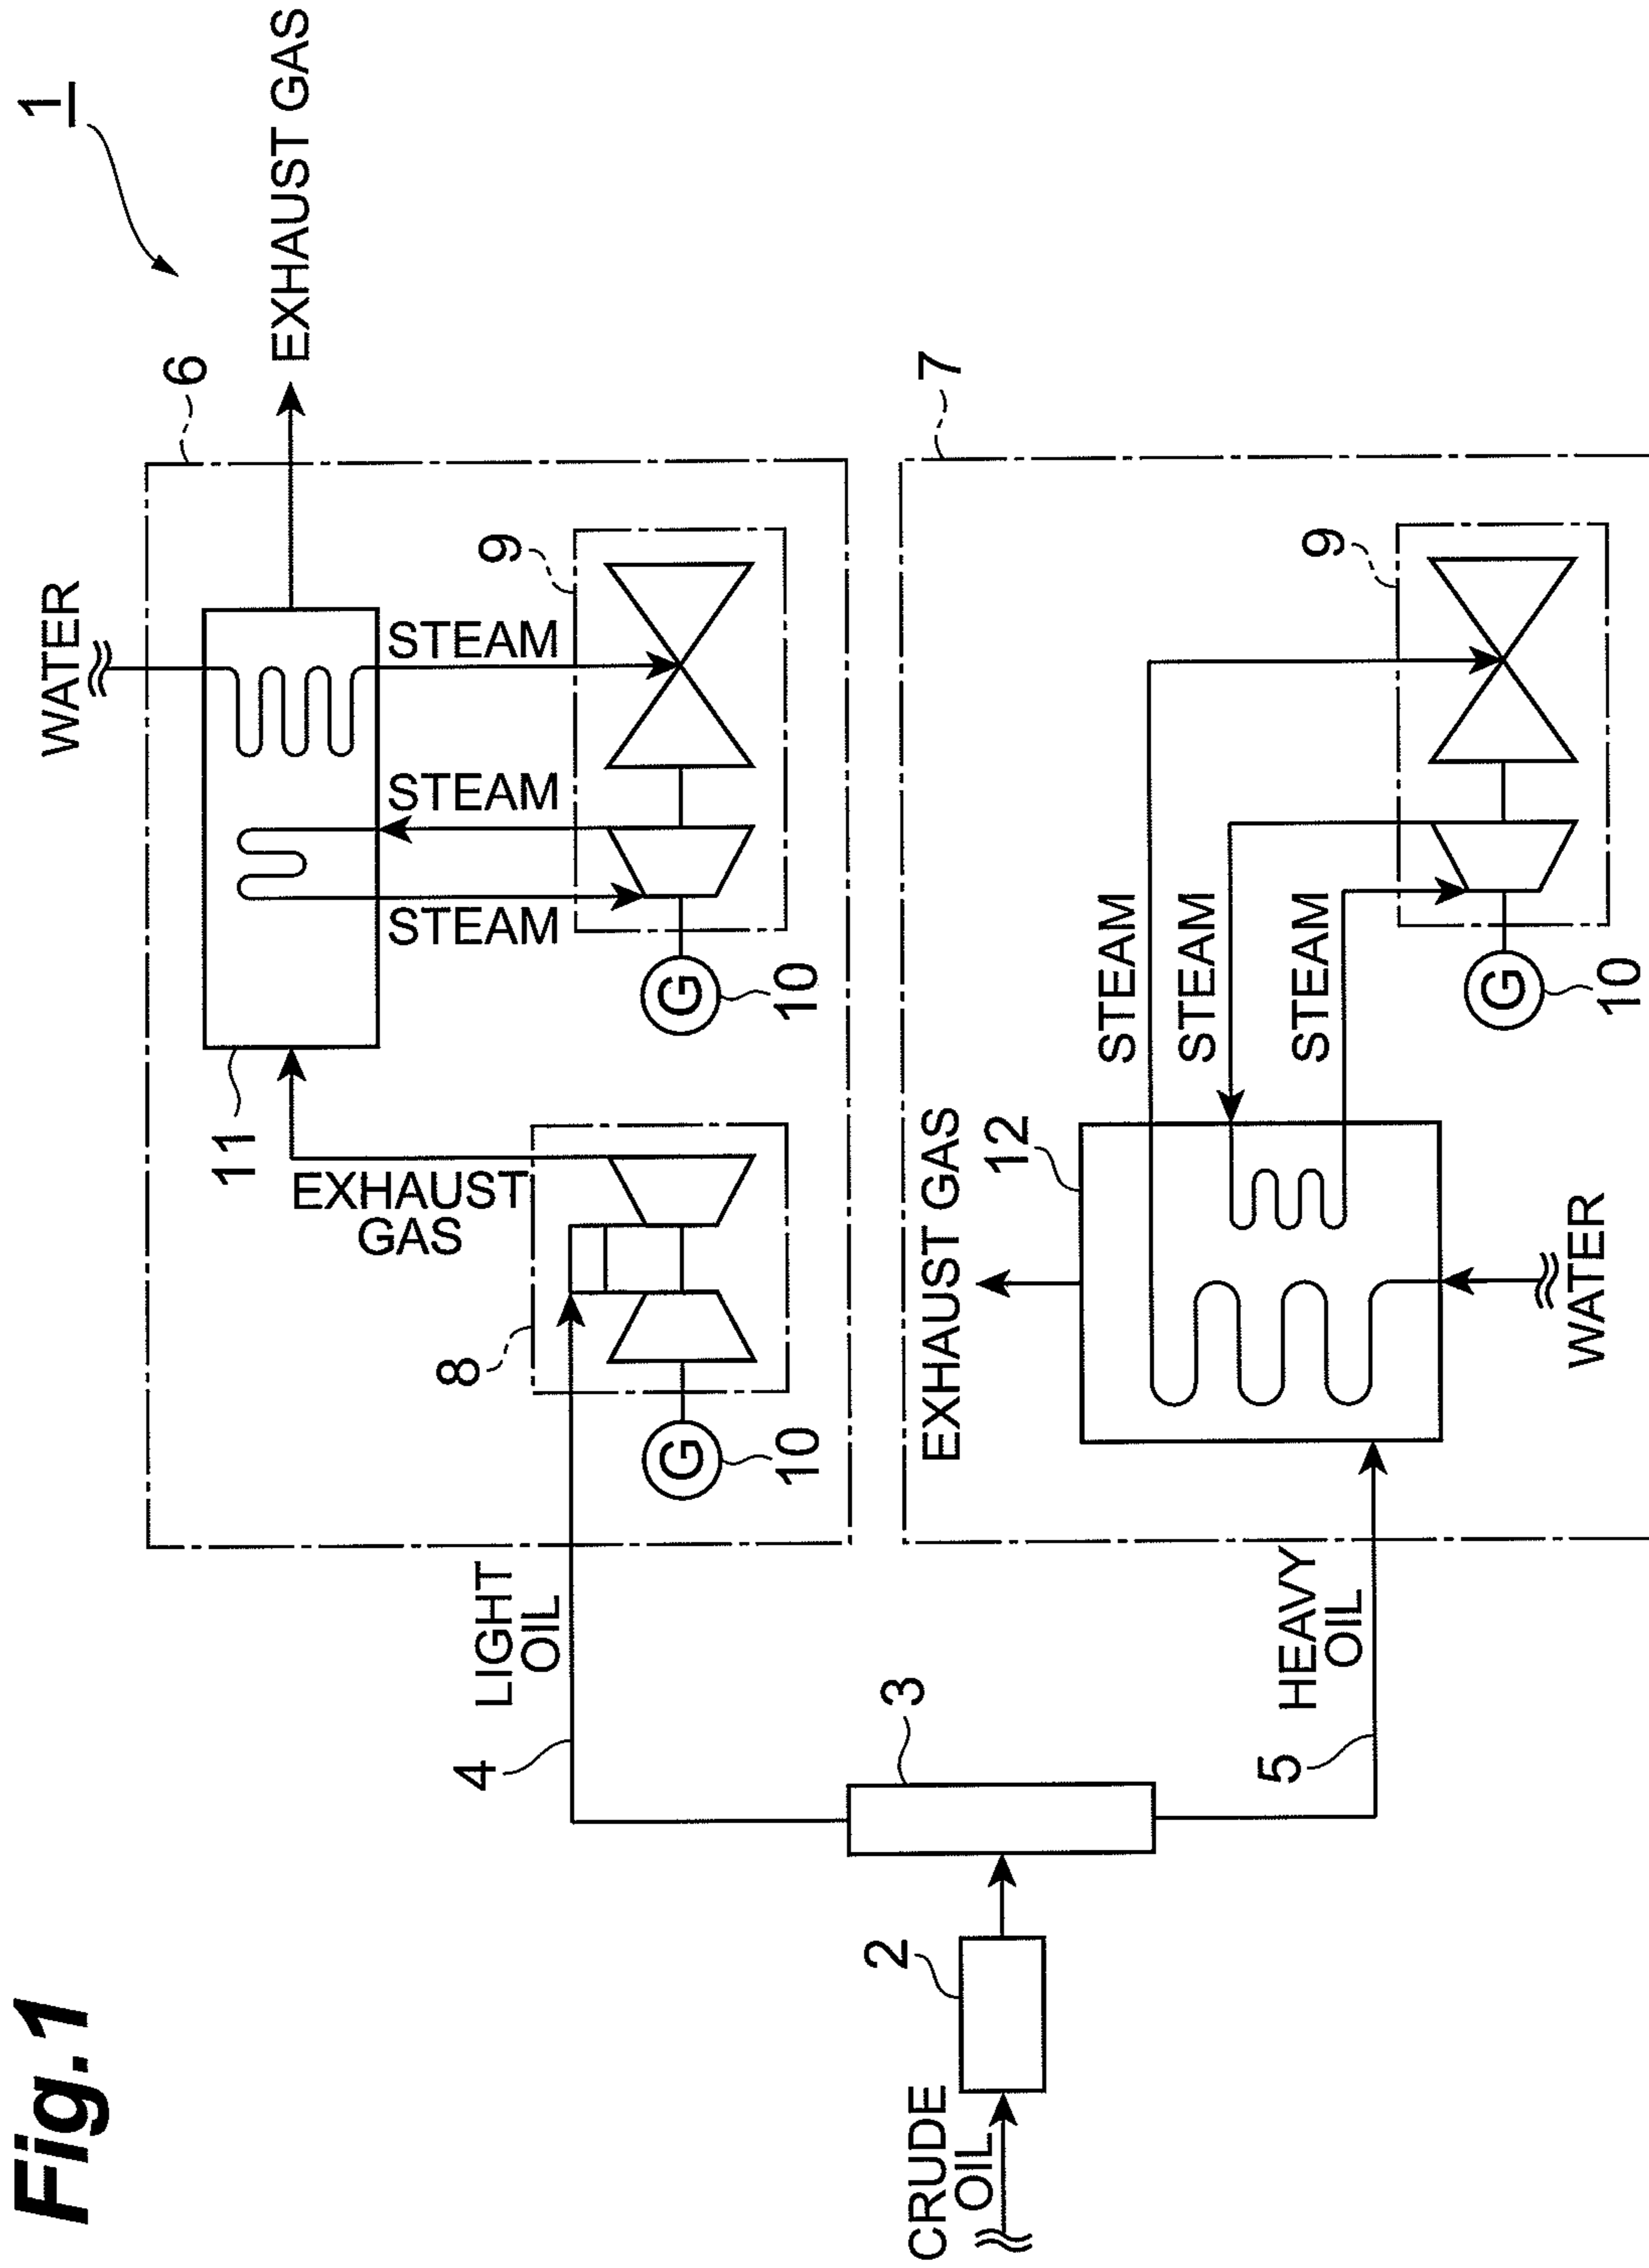 Fig.1
1
WATER
6
EXHAUST GAS
STEAM
STEAM
STEAM
9
11
EXHAUST
GAS
10
8
10
LIGHT
OIL
4
3
2
CRUDE
OIL
HEAVY
OIL
5
7
EXHAUST GAS
12
STEAM
STEAM
STEAM
9
G
G
G
10
WATER